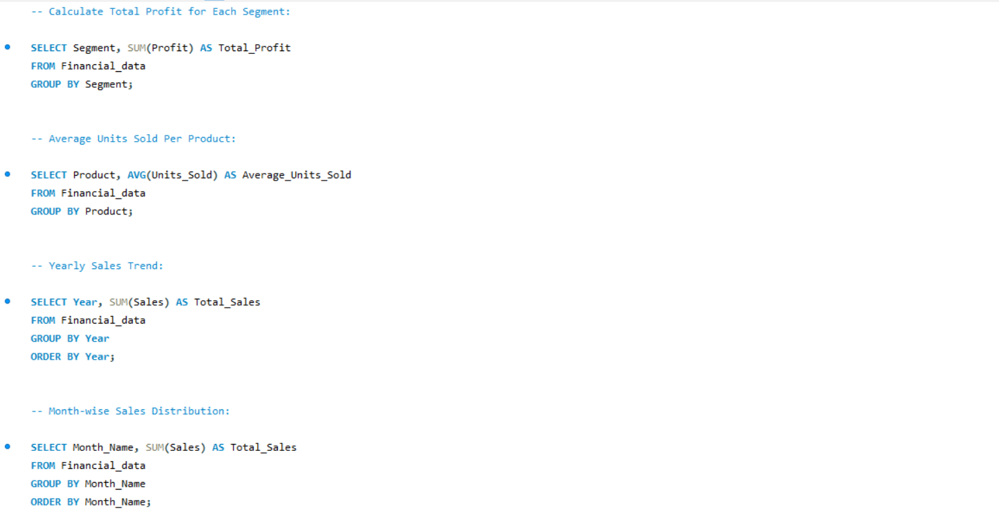 -- Calculate Total Profit for Each Segment:
SELECT Segment, SUM(Profit) AS Total_Profit
FROM Financial_data
GROUP BY Segment;
-- Average Units Sold Per Product:
SELECT Product, AVG(Units_Sold) AS Average_Units_Sold
FROM Financial_data
GROUP BY Product;
-- Yearly Sales Trend:
SELECT Year, SUM(Sales) AS Total_Sales
FROM Financial_data
GROUP BY Year
ORDER BY Year;
-- Month-wise Sales Distribution:
SELECT Month_Name, SUM(Sales) AS Total_Sales
FROM Financial_data
GROUP BY Month_Name
ORDER BY Month_Name;